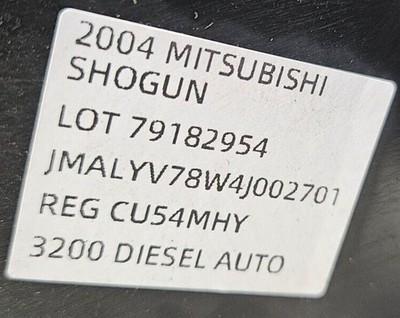 2004 MITSUBISHI
SHOGUN
LOT 79182954
JMALYV78W4J002701
REG CU54MHY
3200 DIESEL AUTO